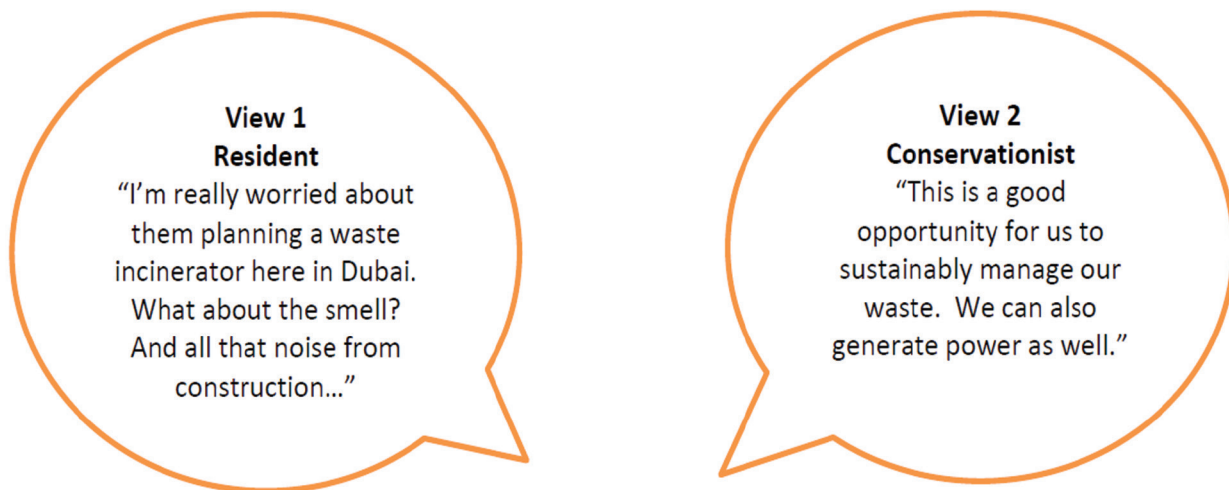 View 1
Resident
“I’m really worried about
them planning a waste
incinerator here in Dubai.
What about the smell?
And all that noise from
construction…”
View 2
Conservationist
“This is a good
opportunity for us to
sustainably manage our
waste.  We can also
generate power as well.”